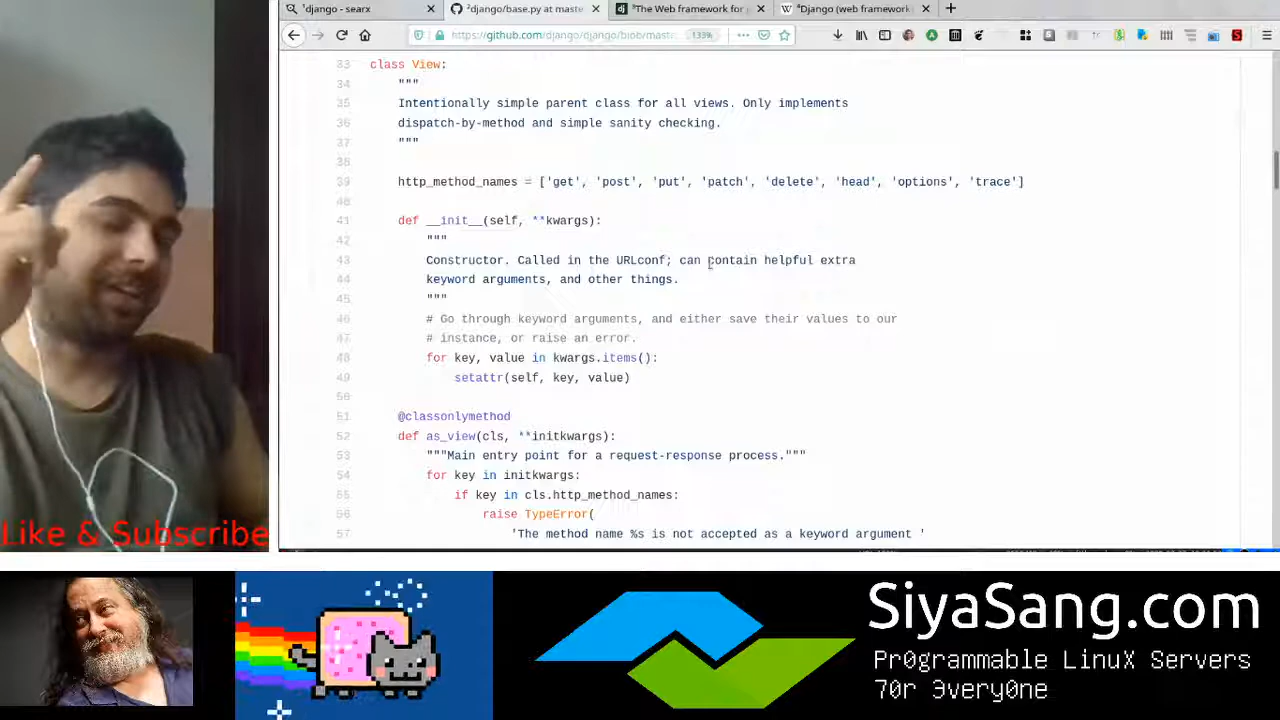 ¹django - searx
²django/base.py at maste
³The Web framework for p
⁴Django (web framework)
https://github.com/django/django/blob/mast
133%
33 class View:
34 """
35 Intentionally simple parent class for all views. Only implements
36 dispatch-by-method and simple sanity checking.
37 """
38
39 http_method_names = ['get', 'post', 'put', 'patch', 'delete', 'head', 'options', 'trace']
40
41 def __init__(self, **kwargs):
42 """
43 Constructor. Called in the URLconf; can contain helpful extra
44 keyword arguments, and other things.
45 """
46 # Go through keyword arguments, and either save their values to our
47 # instance, or raise an error.
48 for key, value in kwargs.items():
49 setattr(self, key, value)
50
51 @classonlymethod
52 def as_view(cls, **initkwargs):
53 """Main entry point for a request-response process."""
54 for key in initkwargs:
55 if key in cls.http_method_names:
56 raise TypeError(
57 'The method name %s is not accepted as a keyword argument '
Like & Subscribe
SiyaSang.com
Pr0grammable LinuX Servers
70r 3very0ne